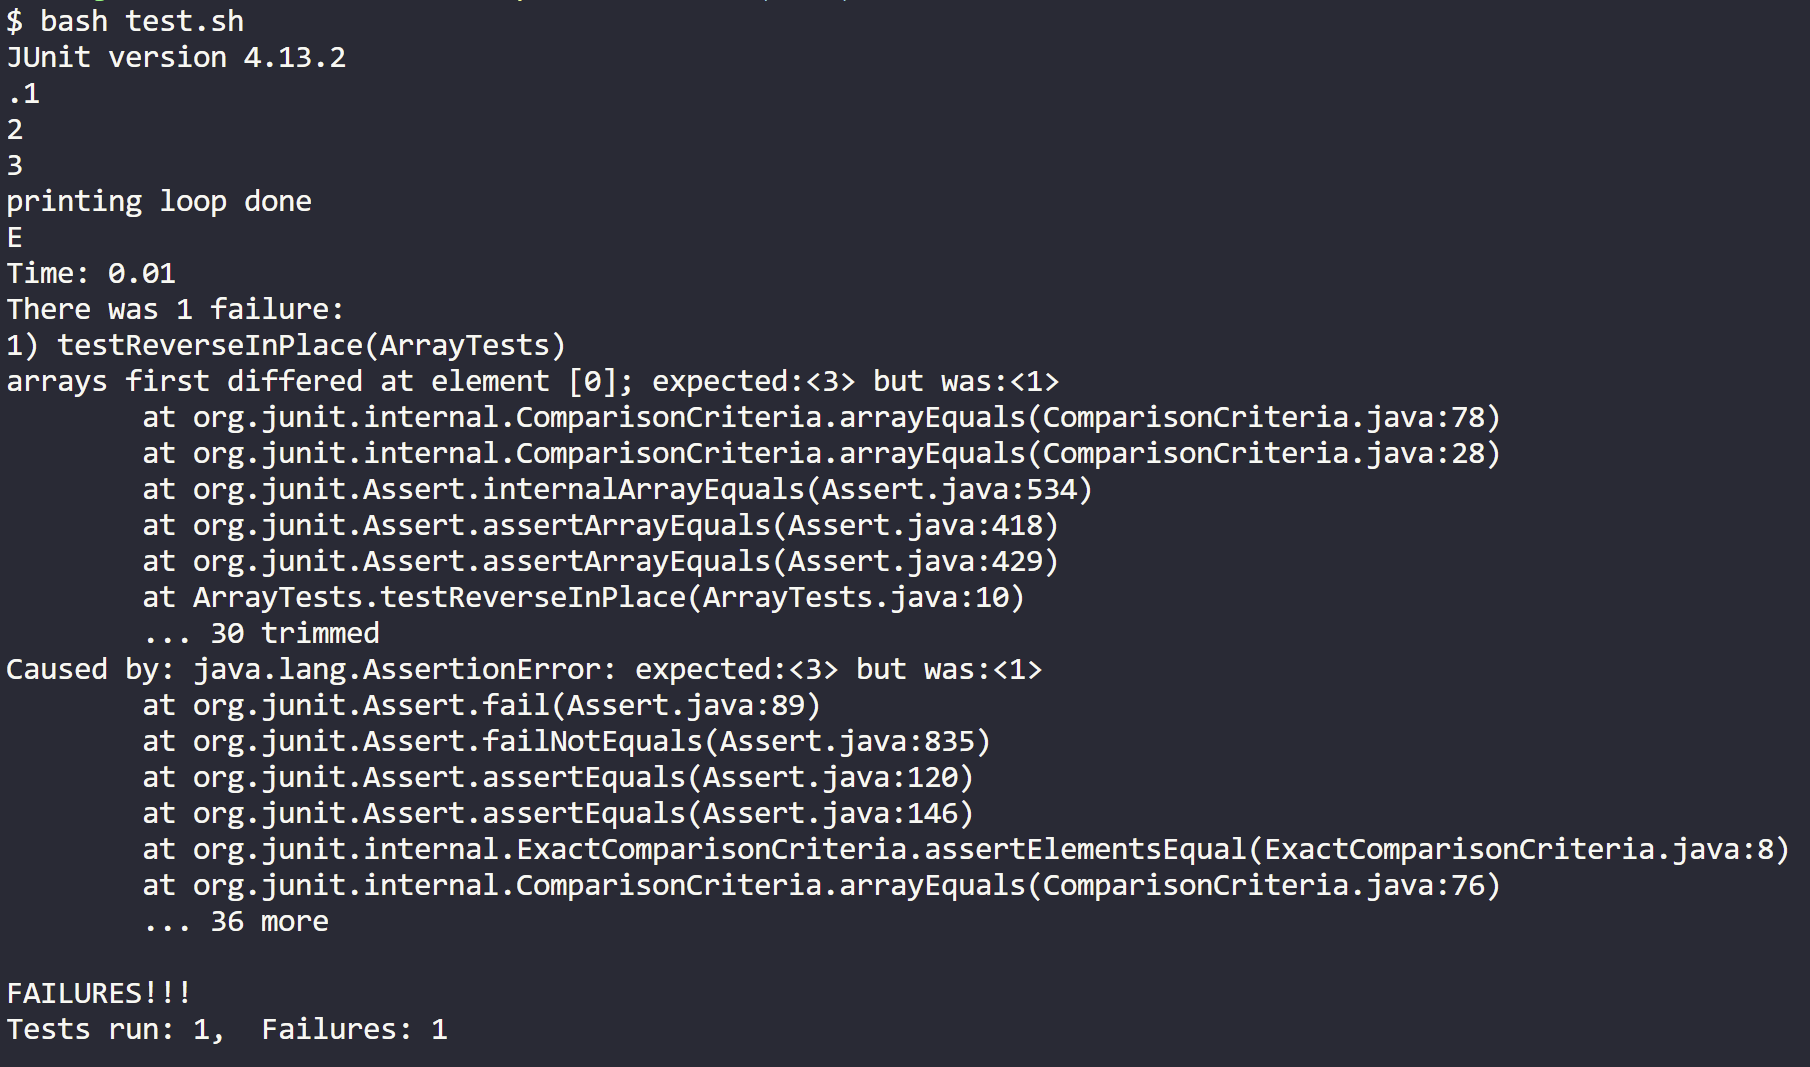 $ bash test.sh
JUnit version 4.13.2
.1
2
3
printing loop done
E
Time: 0.01
There was 1 failure:
1) testReverseInPlace(ArrayTests)
arrays first differed at element [0]; expected:<3> but was:<1>
        at org.junit.internal.ComparisonCriteria.arrayEquals(ComparisonCriteria.java:78)
        at org.junit.internal.ComparisonCriteria.arrayEquals(ComparisonCriteria.java:28)
        at org.junit.Assert.internalArrayEquals(Assert.java:534)
        at org.junit.Assert.assertArrayEquals(Assert.java:418)
        at org.junit.Assert.assertArrayEquals(Assert.java:429)
        at ArrayTests.testReverseInPlace(ArrayTests.java:10)
        ... 30 trimmed
Caused by: java.lang.AssertionError: expected:<3> but was:<1>
        at org.junit.Assert.fail(Assert.java:89)
        at org.junit.Assert.failNotEquals(Assert.java:835)
        at org.junit.Assert.assertEquals(Assert.java:120)
        at org.junit.Assert.assertEquals(Assert.java:146)
        at org.junit.internal.ExactComparisonCriteria.assertElementsEqual(ExactComparisonCriteria.java:8)
        at org.junit.internal.ComparisonCriteria.arrayEquals(ComparisonCriteria.java:76)
        ... 36 more

FAILURES!!!
Tests run: 1,  Failures: 1